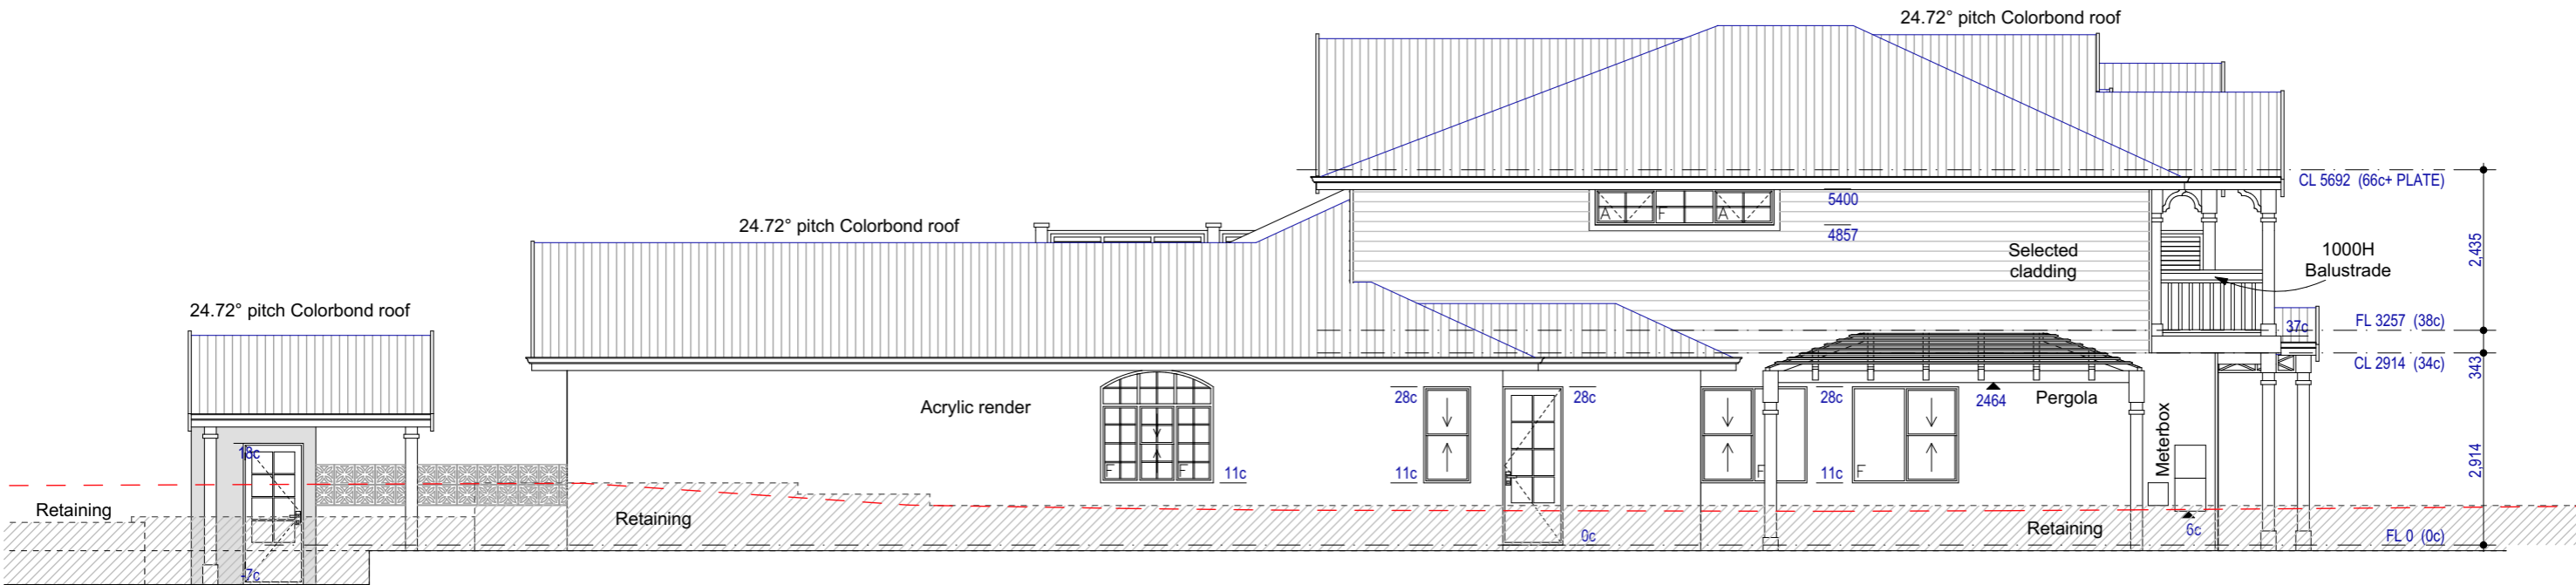 24.72° pitch Colorbond roof
CL 5692 (66c+ PLATE)
A
F
A
5400
4857
24.72° pitch Colorbond roof
Selected
cladding
1000H
Balustrade
2,435
24.72° pitch Colorbond roof
37c
FL 3257 (38c)
CL 2914 (34c)
343
Acrylic render
28c
28c
28c
2464
Pergola
Meterbox
18c
F
F
11c
11c
F
11c
F
2,914
Retaining
Retaining
Retaining
6c
0c
FL 0 (0c)
-7c